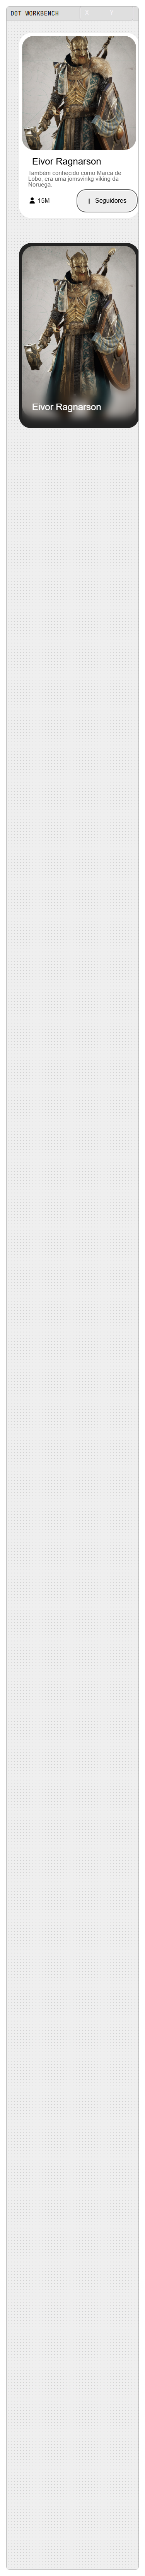 DOT WORKBENCH
Eivor Ragnarson
Também conhecido como Marca de
Lobo, era uma jomsvinkg viking da
Noruega.
15M
+ Seguidores
Eivor Ragnarson